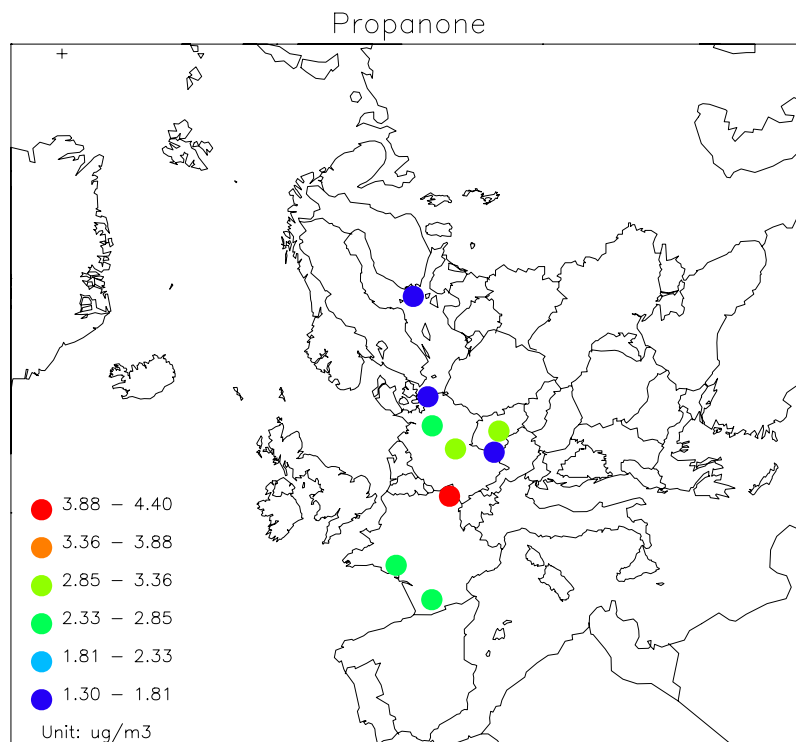 Propanone
3.88 – 4.40
3.36 – 3.88
2.85 – 3.36
2.33 – 2.85
1.81 – 2.33
1.30 – 1.81
Unit: ug/m3